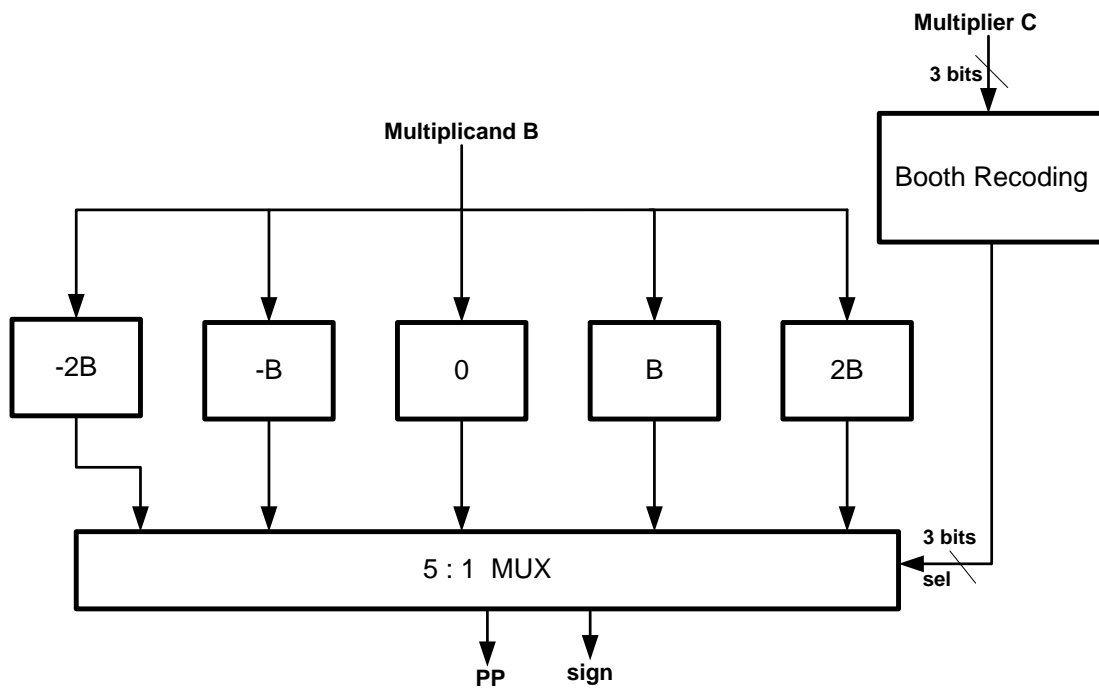 Multiplier C
3 bits
Multiplicand B
Booth Recoding
-2B
-B
0
B
2B
3 bits
5 : 1 MUX
sel
PP
sign